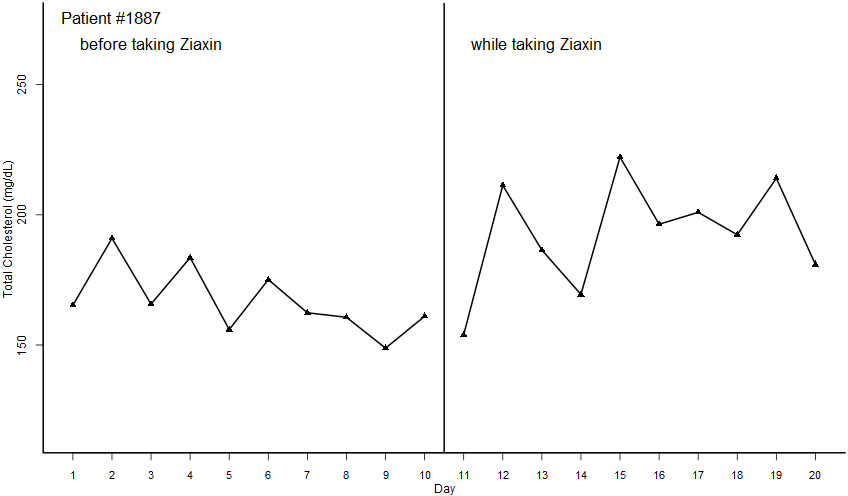 Patient #1887
before taking Ziaxin
while taking Ziaxin
Total Cholesterol (mg/dL)
250
200
150
1 2 3 4 5 6 7 8 9 10 11 12 13 14 15 16 17 18 19 20
Day